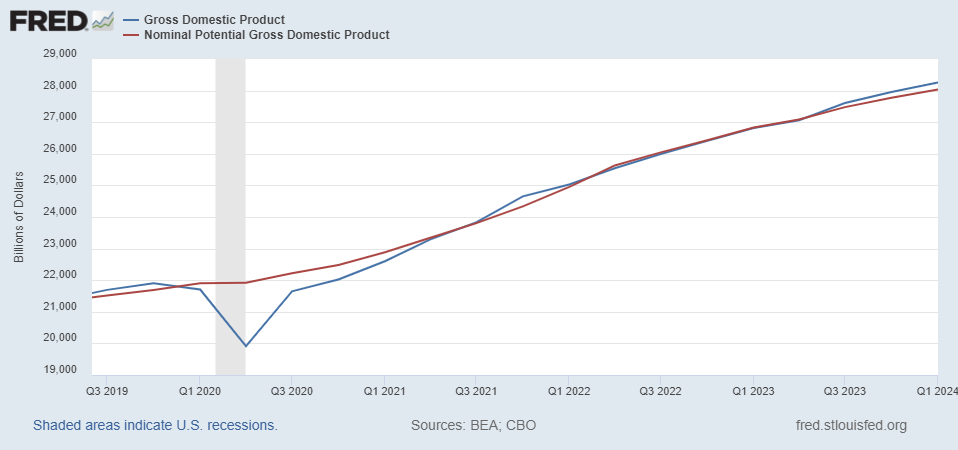 FRED
Gross Domestic Product
Nominal Potential Gross Domestic Product
29,000
28,000
27,000
26,000
25,000
24,000
23,000
22,000
21,000
20,000
19,000
Billions of Dollars
Q3 2019 Q1 2020 Q3 2020 Q1 2021 Q3 2021 Q1 2022 Q3 2022 Q1 2023 Q3 2023 Q1 2024
Shaded areas indicate U.S. recessions. Sources: BEA; CBO fred.stlouisfed.org